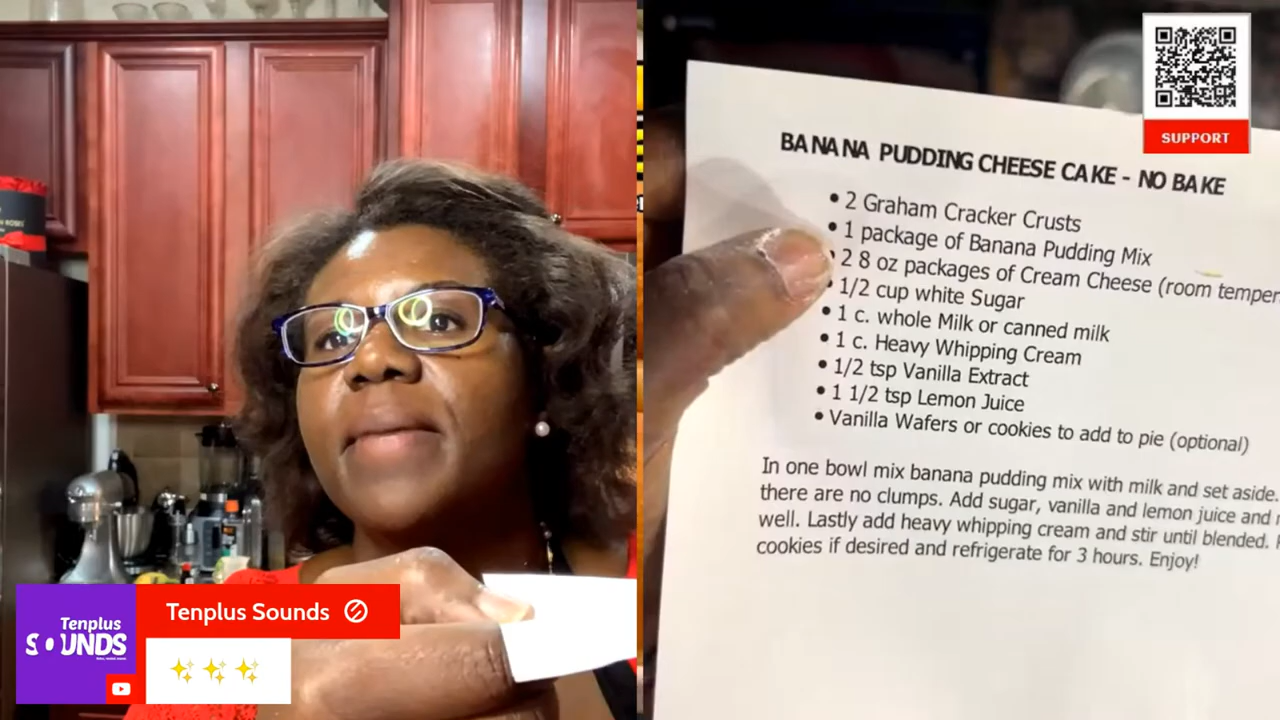 SUPPORT
BANANA PUDDING CHEESE CAKE - NO BAKE
• 2 Graham Cracker Crusts
• 1 package of Banana Pudding Mix
• 2 8 oz packages of Cream Cheese (room temper
• 1/2 cup white Sugar
• 1 c. whole Milk or canned milk
• 1 c. Heavy Whipping Cream
• 1/2 tsp Vanilla Extract
• 1 1/2 tsp Lemon Juice
• Vanilla Wafers or cookies to add to pie (optional)
In one bowl mix banana pudding mix with milk and set aside.
there are no clumps. Add sugar, vanilla and lemon juice and
well. Lastly add heavy whipping cream and stir until blended.
cookies if desired and refrigerate for 3 hours. Enjoy!
Tenplus
SOUNDS
Tenplus Sounds